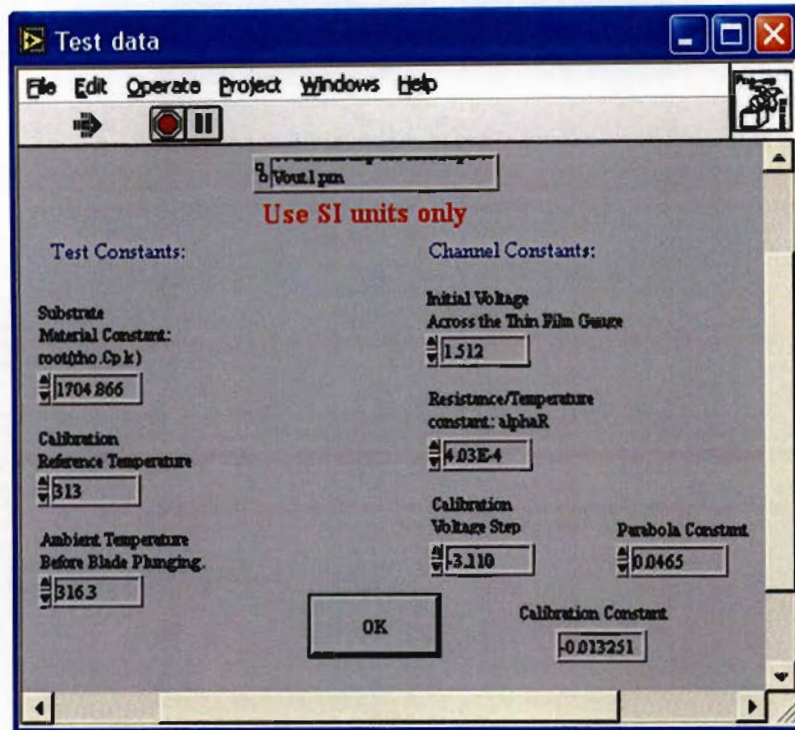 Test data
File Edit Operate Project Windows Help
Vout1.prn
Use SI units only
Test Constants:
Channel Constants:
Substrate
Material Constant:
root(rho.Cp.k)
1704.866
Calibration
Reference Temperature
313
Ambient Temperature
Before Blade Plunging.
316.3
Initial Voltage
Across the Thin Film Gauge
1.512
Resistance/Temperature
constant: alphaR
4.03E-4
Calibration
Voltage Step
-3.110
Parabola Constant
0.0465
Calibration Constant
-0.013251
OK